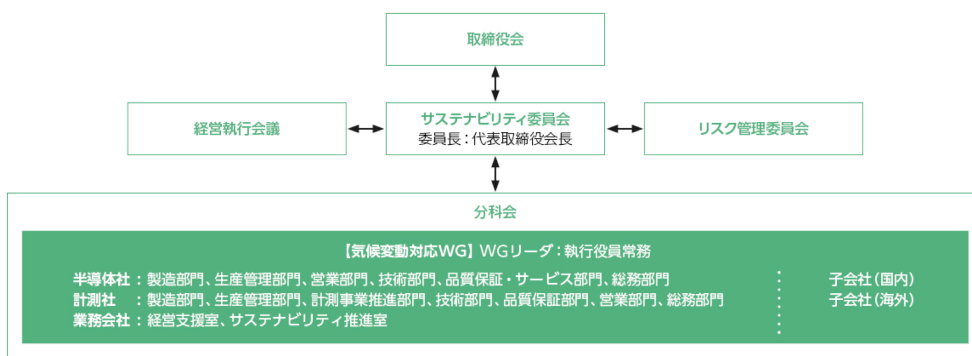 取締役会
経営執行会議
サステナビリティ委員会
委員長：代表取締役会長
リスク管理委員会
分科会
【気候変動対応WG】WGリーダ：執行役員常務
半導体社：製造部門、生産管理部門、営業部門、技術部門、品質保証・サービス部門、総務部門
子会社（国内）
計測社：製造部門、生産管理部門、計測事業推進部門、技術部門、品質保証部門、営業部門、総務部門
子会社（海外）
業務会社：経営支援室、サステナビリティ推進室